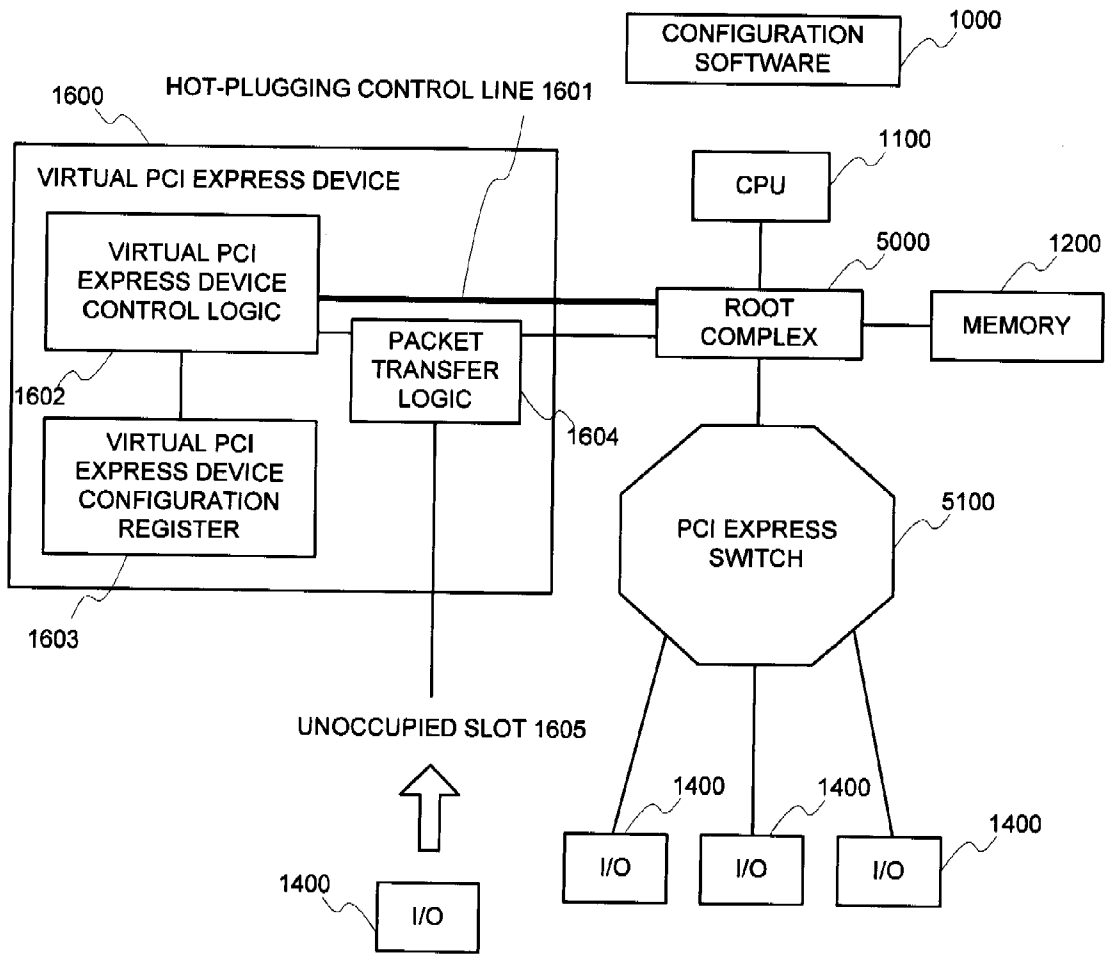 CONFIGURATION
SOFTWARE
1000
HOT-PLUGGING CONTROL LINE 1601
1600
1100
VIRTUAL PCI EXPRESS DEVICE
CPU
VIRTUAL PCI
EXPRESS DEVICE
CONTROL LOGIC
5000
1200
ROOT
COMPLEX
MEMORY
PACKET
TRANSFER
LOGIC
1602
1604
VIRTUAL PCI
EXPRESS DEVICE
CONFIGURATION
REGISTER
5100
PCI EXPRESS
SWITCH
1603
UNOCCUPIED SLOT 1605
1400
1400
1400
I/O
I/O
I/O
1400
I/O